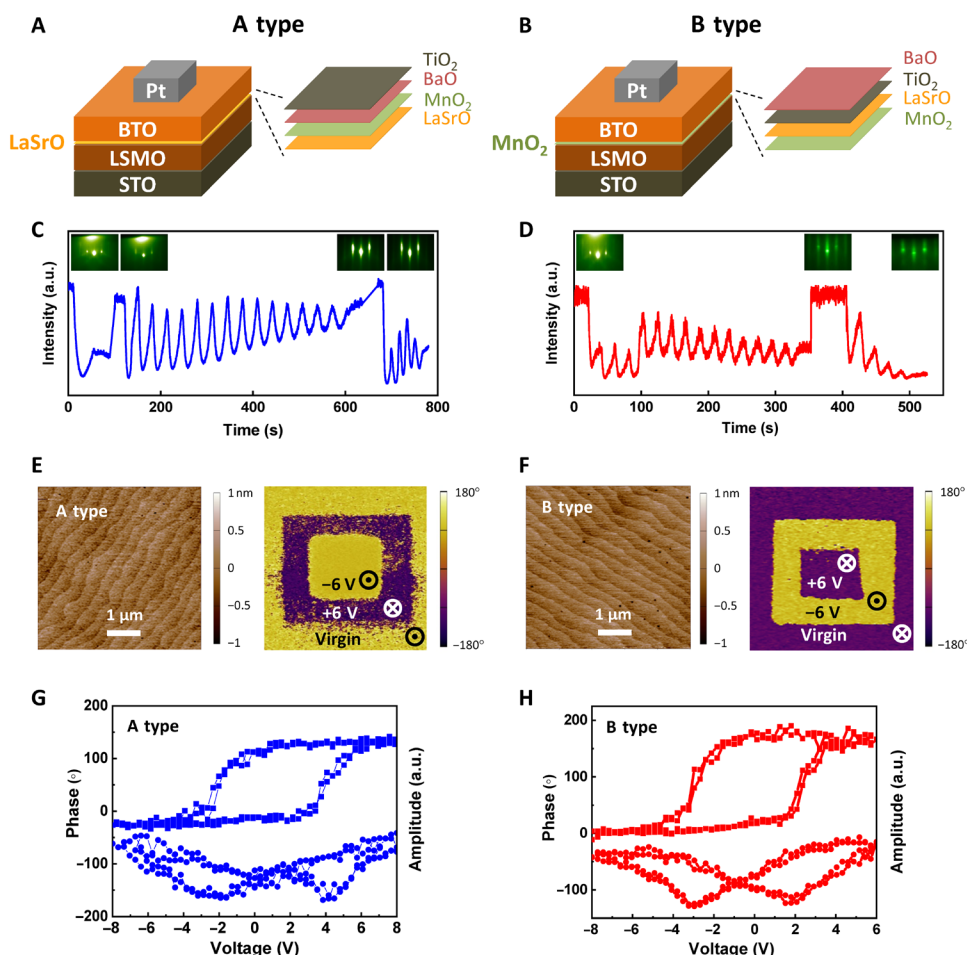 A
A type
Pt
BTO
LSMO
STO
LaSrO
TiO₂
BaO
MnO₂
LaSrO
B
B type
Pt
BTO
LSMO
STO
MnO₂
BaO
TiO₂
LaSrO
MnO₂
C
Intensity (a.u.)
0 200 400 600 800
Time (s)
D
Intensity (a.u.)
0 100 200 300 400 500
Time (s)
E
A type
1 μm
1 nm
0.5
0
−0.5
−1
−6 V
+6 V
Virgin
180°
−180°
F
B type
1 μm
1 nm
0.5
0
−0.5
−1
+6 V
−6 V
Virgin
180°
−180°
G
A type
Phase (°)
200
100
0
−100
−200
−8 −6 −4 −2 0 2 4 6 8
Voltage (V)
Amplitude (a.u.)
H
B type
Phase (°)
200
100
0
−100
−8 −6 −4 −2 0 2 4 6
Voltage (V)
Amplitude (a.u.)